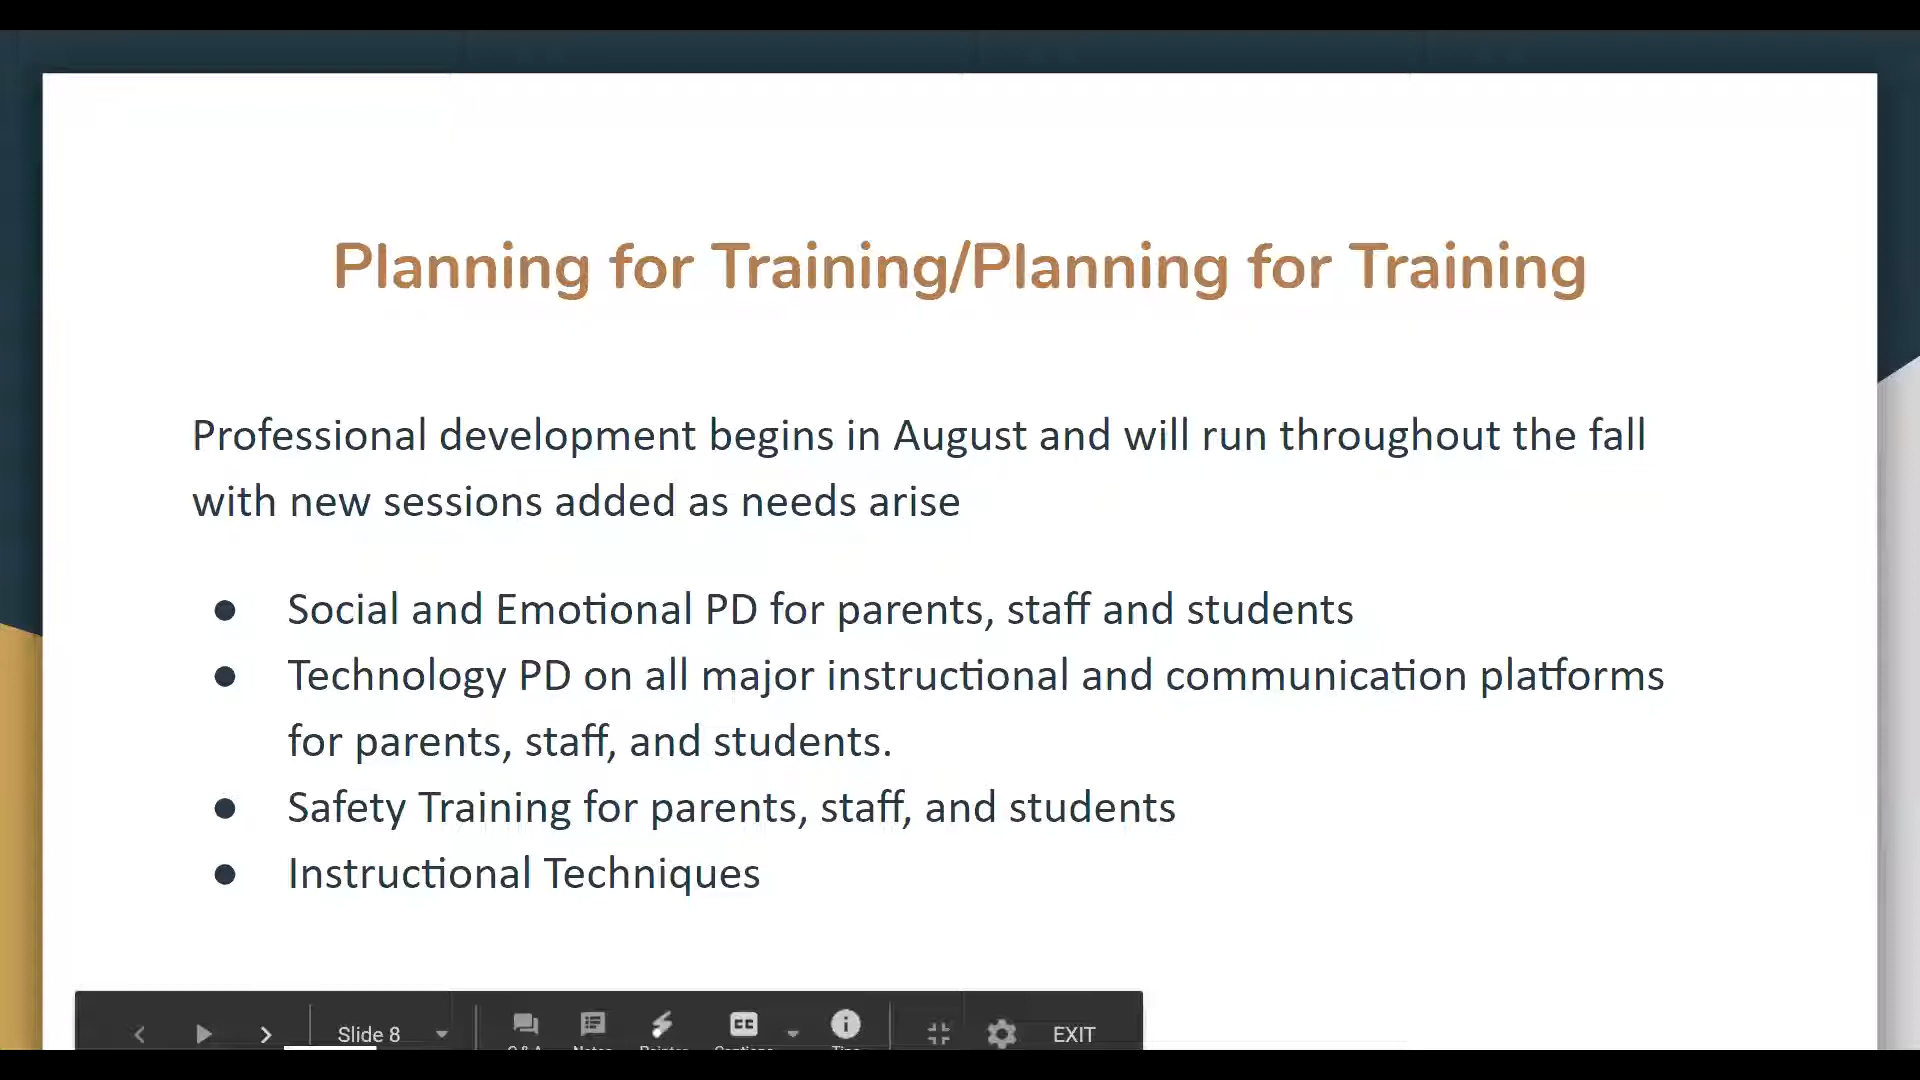 Planning for Training/Planning for Training
Professional development begins in August and will run throughout the fall
with new sessions added as needs arise
● Social and Emotional PD for parents, staff and students
● Technology PD on all major instructional and communication platforms
for parents, staff, and students.
● Safety Training for parents, staff, and students
● Instructional Techniques
Slide 8 EXIT